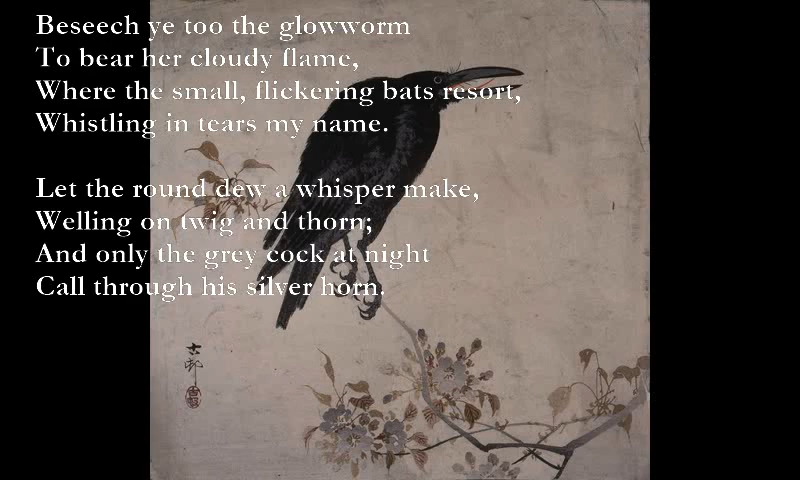 Beseech ye too the glowworm
To bear her cloudy flame,
Where the small, flickering bats resort,
Whistling in tears my name.

Let the round dew a whisper make,
Welling on twig and thorn;
And only the grey cock at night
Call through his silver horn.
古邨